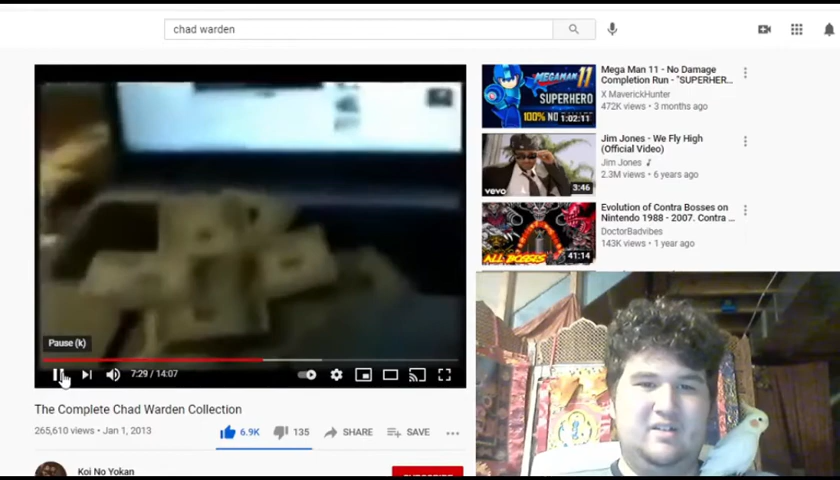 chad warden
Pause (k)
7:29 / 14:07
The Complete Chad Warden Collection
265,610 views • Jan 1, 2013
6.9K
135
SHARE
SAVE
Koi No Yokan
MEGAMAN 11
SUPERHERO
100% NO
1:02:11
Mega Man 11 - No Damage
Completion Run - "SUPERHER...
X MaverickHunter
472K views • 3 months ago
vevo
3:46
Jim Jones - We Fly High
(Official Video)
Jim Jones
2.3M views • 6 years ago
ALL BOSSES
41:14
Evolution of Contra Bosses on
Nintendo 1988 - 2007. Contra ...
DoctorBadvibes
143K views • 1 year ago